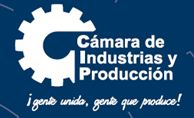 Cámara de
Industrias y
Producción
¡gente unida, gente que produce!